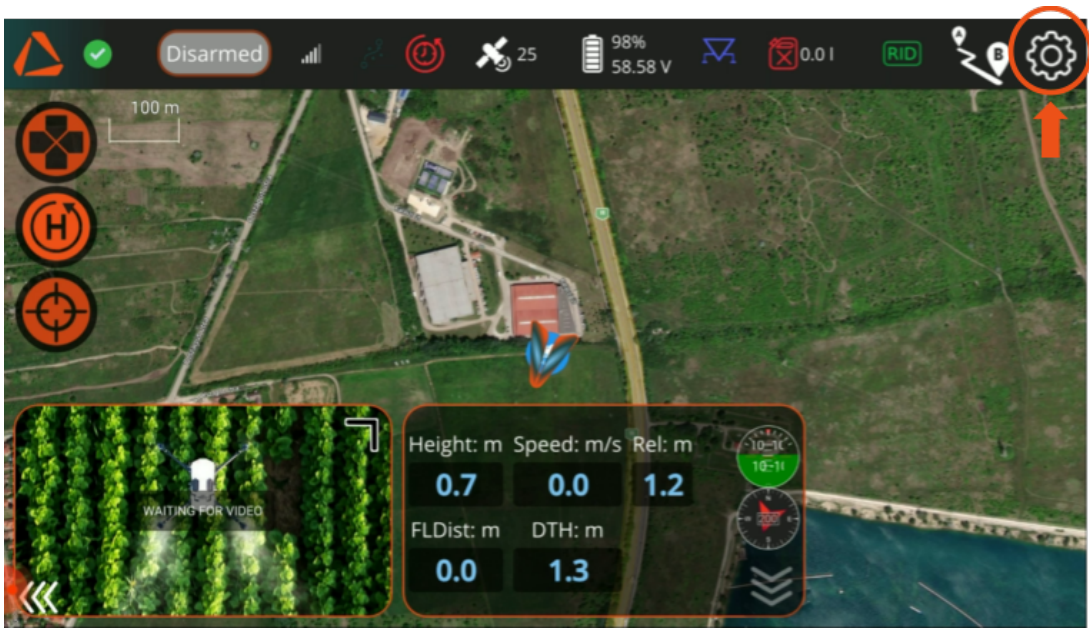 Disarmed
25
98%
58.58 V
0.0 l
RID
A
B
100 m
H
Height: m Speed: m/s Rel: m
0.7 0.0 1.2
WAITING FOR VIDEO
FLDist: m DTH: m
0.0 1.3